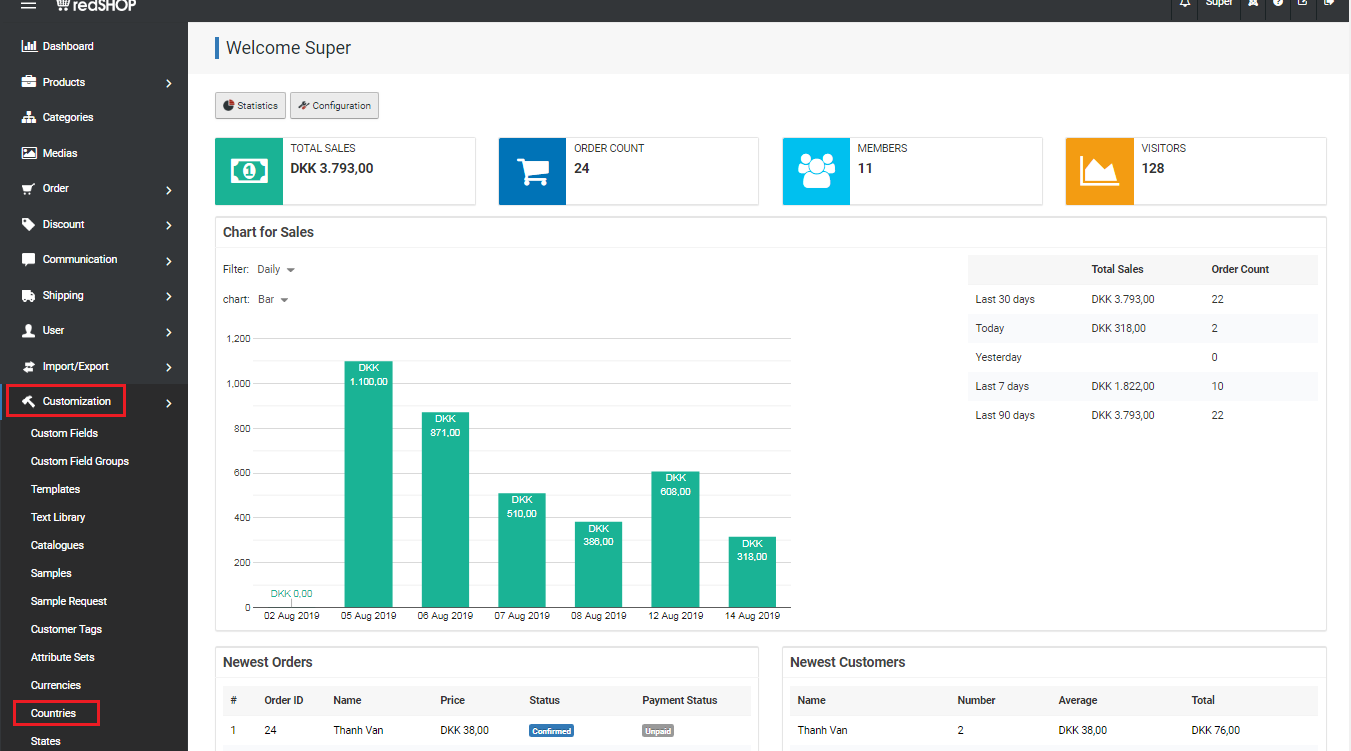 redSHOP
Super
Dashboard
Products
Categories
Medias
Order
Discount
Communication
Shipping
User
Import/Export
Customization
Custom Fields
Custom Field Groups
Templates
Text Library
Catalogues
Samples
Sample Request
Customer Tags
Attribute Sets
Currencies
Countries
States
Welcome Super
Statistics Configuration
TOTAL SALES
DKK 3.793,00
ORDER COUNT
24
MEMBERS
11
VISITORS
128
Chart for Sales
Filter: Daily
chart: Bar
1,200
1,000
800
600
400
200
0
DKK 0.00
DKK
1.100,00
DKK
871,00
DKK
510,00
DKK
386,00
DKK
608,00
DKK
318,00
02 Aug 2019 05 Aug 2019 06 Aug 2019 07 Aug 2019 08 Aug 2019 12 Aug 2019 14 Aug 2019
Total Sales Order Count
Last 30 days DKK 3.793,00 22
Today DKK 318,00 2
Yesterday 0
Last 7 days DKK 1.822,00 10
Last 90 days DKK 3.793,00 22
Newest Orders
# Order ID Name Price Status Payment Status
1 24 Thanh Van DKK 38,00 Confirmed Unpaid
Newest Customers
Name Number Average Total
Thanh Van 2 DKK 38,00 DKK 76,00